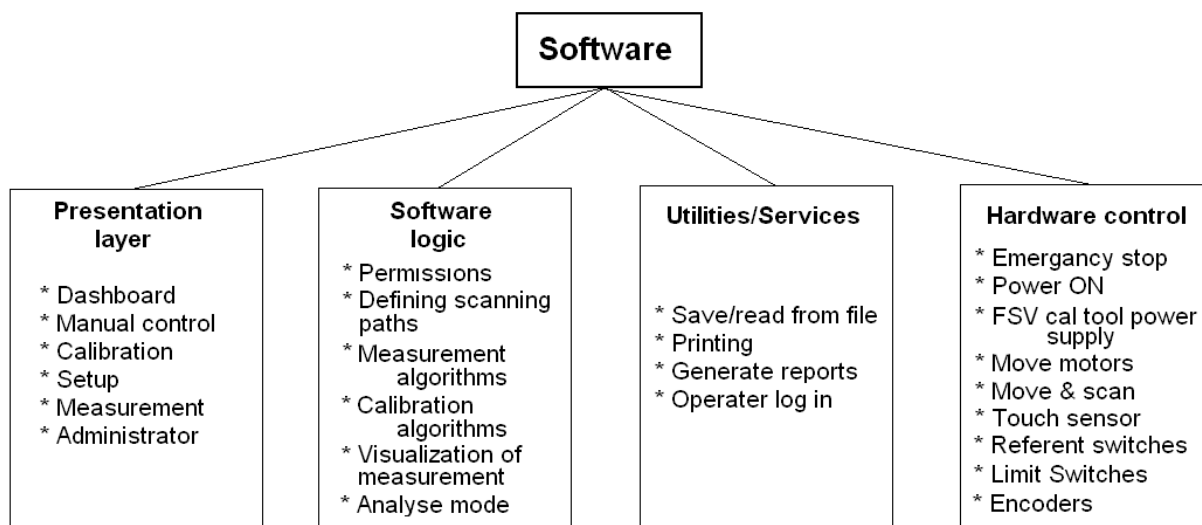 Software
Presentation
layer
* Dashboard
* Manual control
* Calibration
* Setup
* Measurement
* Administrator
Software
logic
* Permissions
* Defining scanning
paths
* Measurement
algorithms
* Calibration
algorithms
* Visualization of
measurement
* Analyse mode
Utilities/Services
* Save/read from file
* Printing
* Generate reports
* Operater log in
Hardware control
* Emergancy stop
* Power ON
* FSV cal tool power
supply
* Move motors
* Move & scan
* Touch sensor
* Referent switches
* Limit Switches
* Encoders